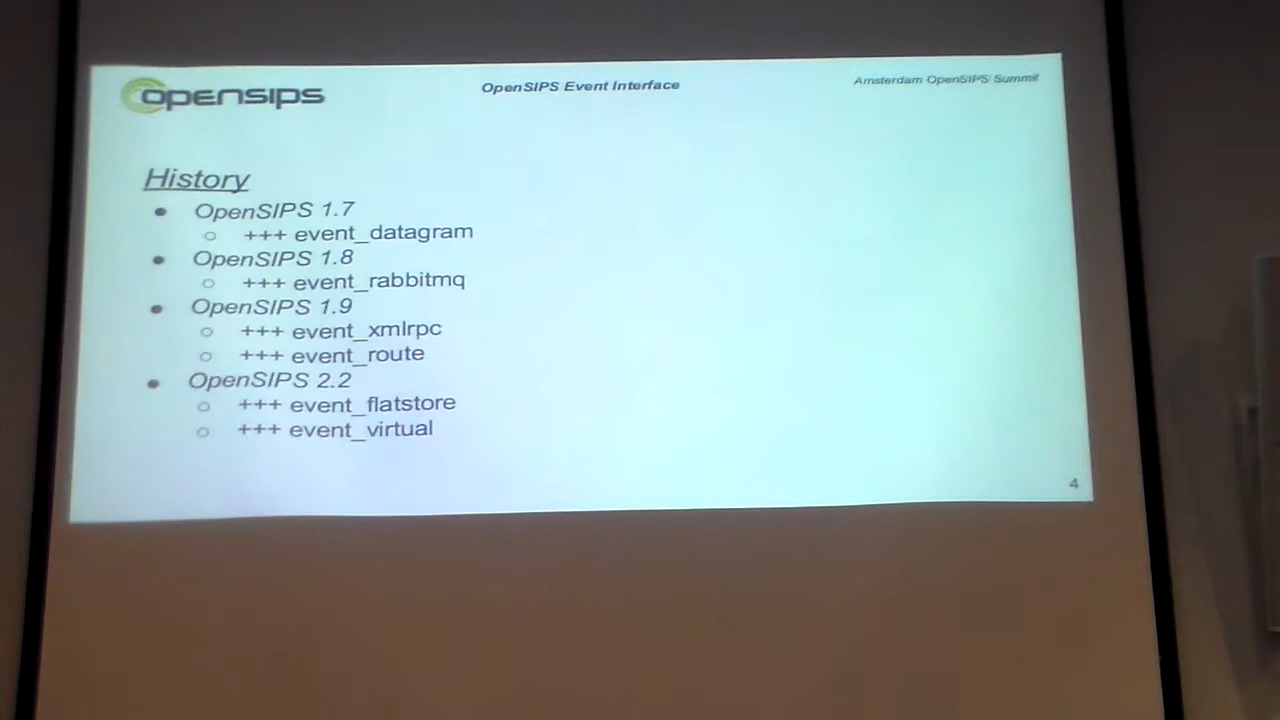 opensips
OpenSIPS Event Interface
Amsterdam OpenSIPS Summit
History
• OpenSIPS 1.7
○ +++ event_datagram
• OpenSIPS 1.8
○ +++ event_rabbitmq
• OpenSIPS 1.9
○ +++ event_xmlrpc
○ +++ event_route
• OpenSIPS 2.2
○ +++ event_flatstore
○ +++ event_virtual
4